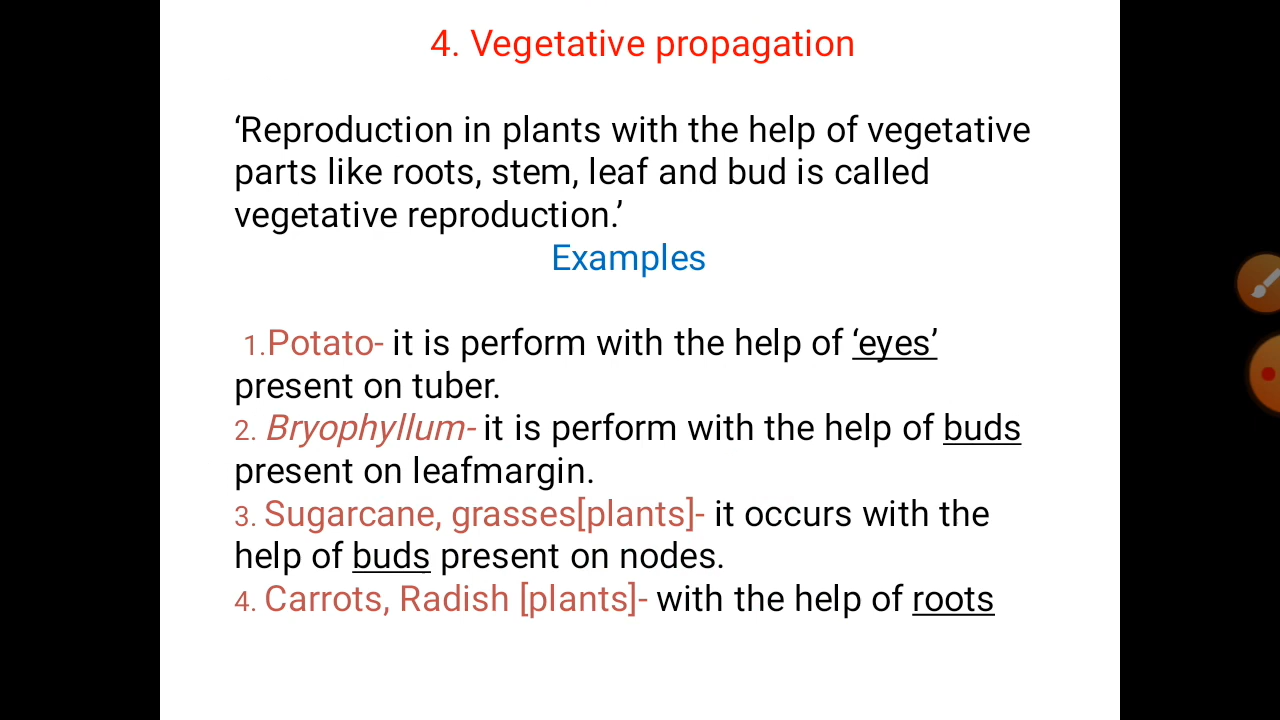 4. Vegetative propagation
‘Reproduction in plants with the help of vegetative
parts like roots, stem, leaf and bud is called
vegetative reproduction.’
Examples
1.Potato- it is perform with the help of ‘eyes’
present on tuber.
2. Bryophyllum- it is perform with the help of buds
present on leafmargin.
3. Sugarcane, grasses[plants]- it occurs with the
help of buds present on nodes.
4. Carrots, Radish [plants]- with the help of roots